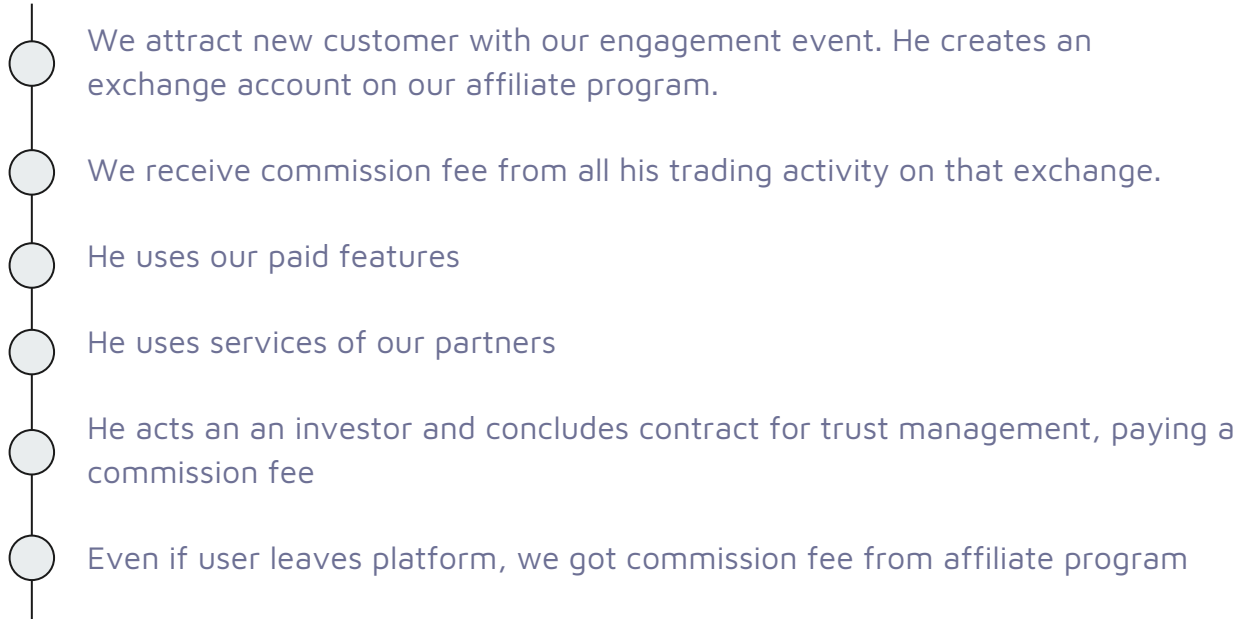 We attract new customer with our engagement event. He creates an
exchange account on our affiliate program.
We receive commission fee from all his trading activity on that exchange.
He uses our paid features
He uses services of our partners
He acts an an investor and concludes contract for trust management, paying a
commission fee
Even if user leaves platform, we got commission fee from affiliate program